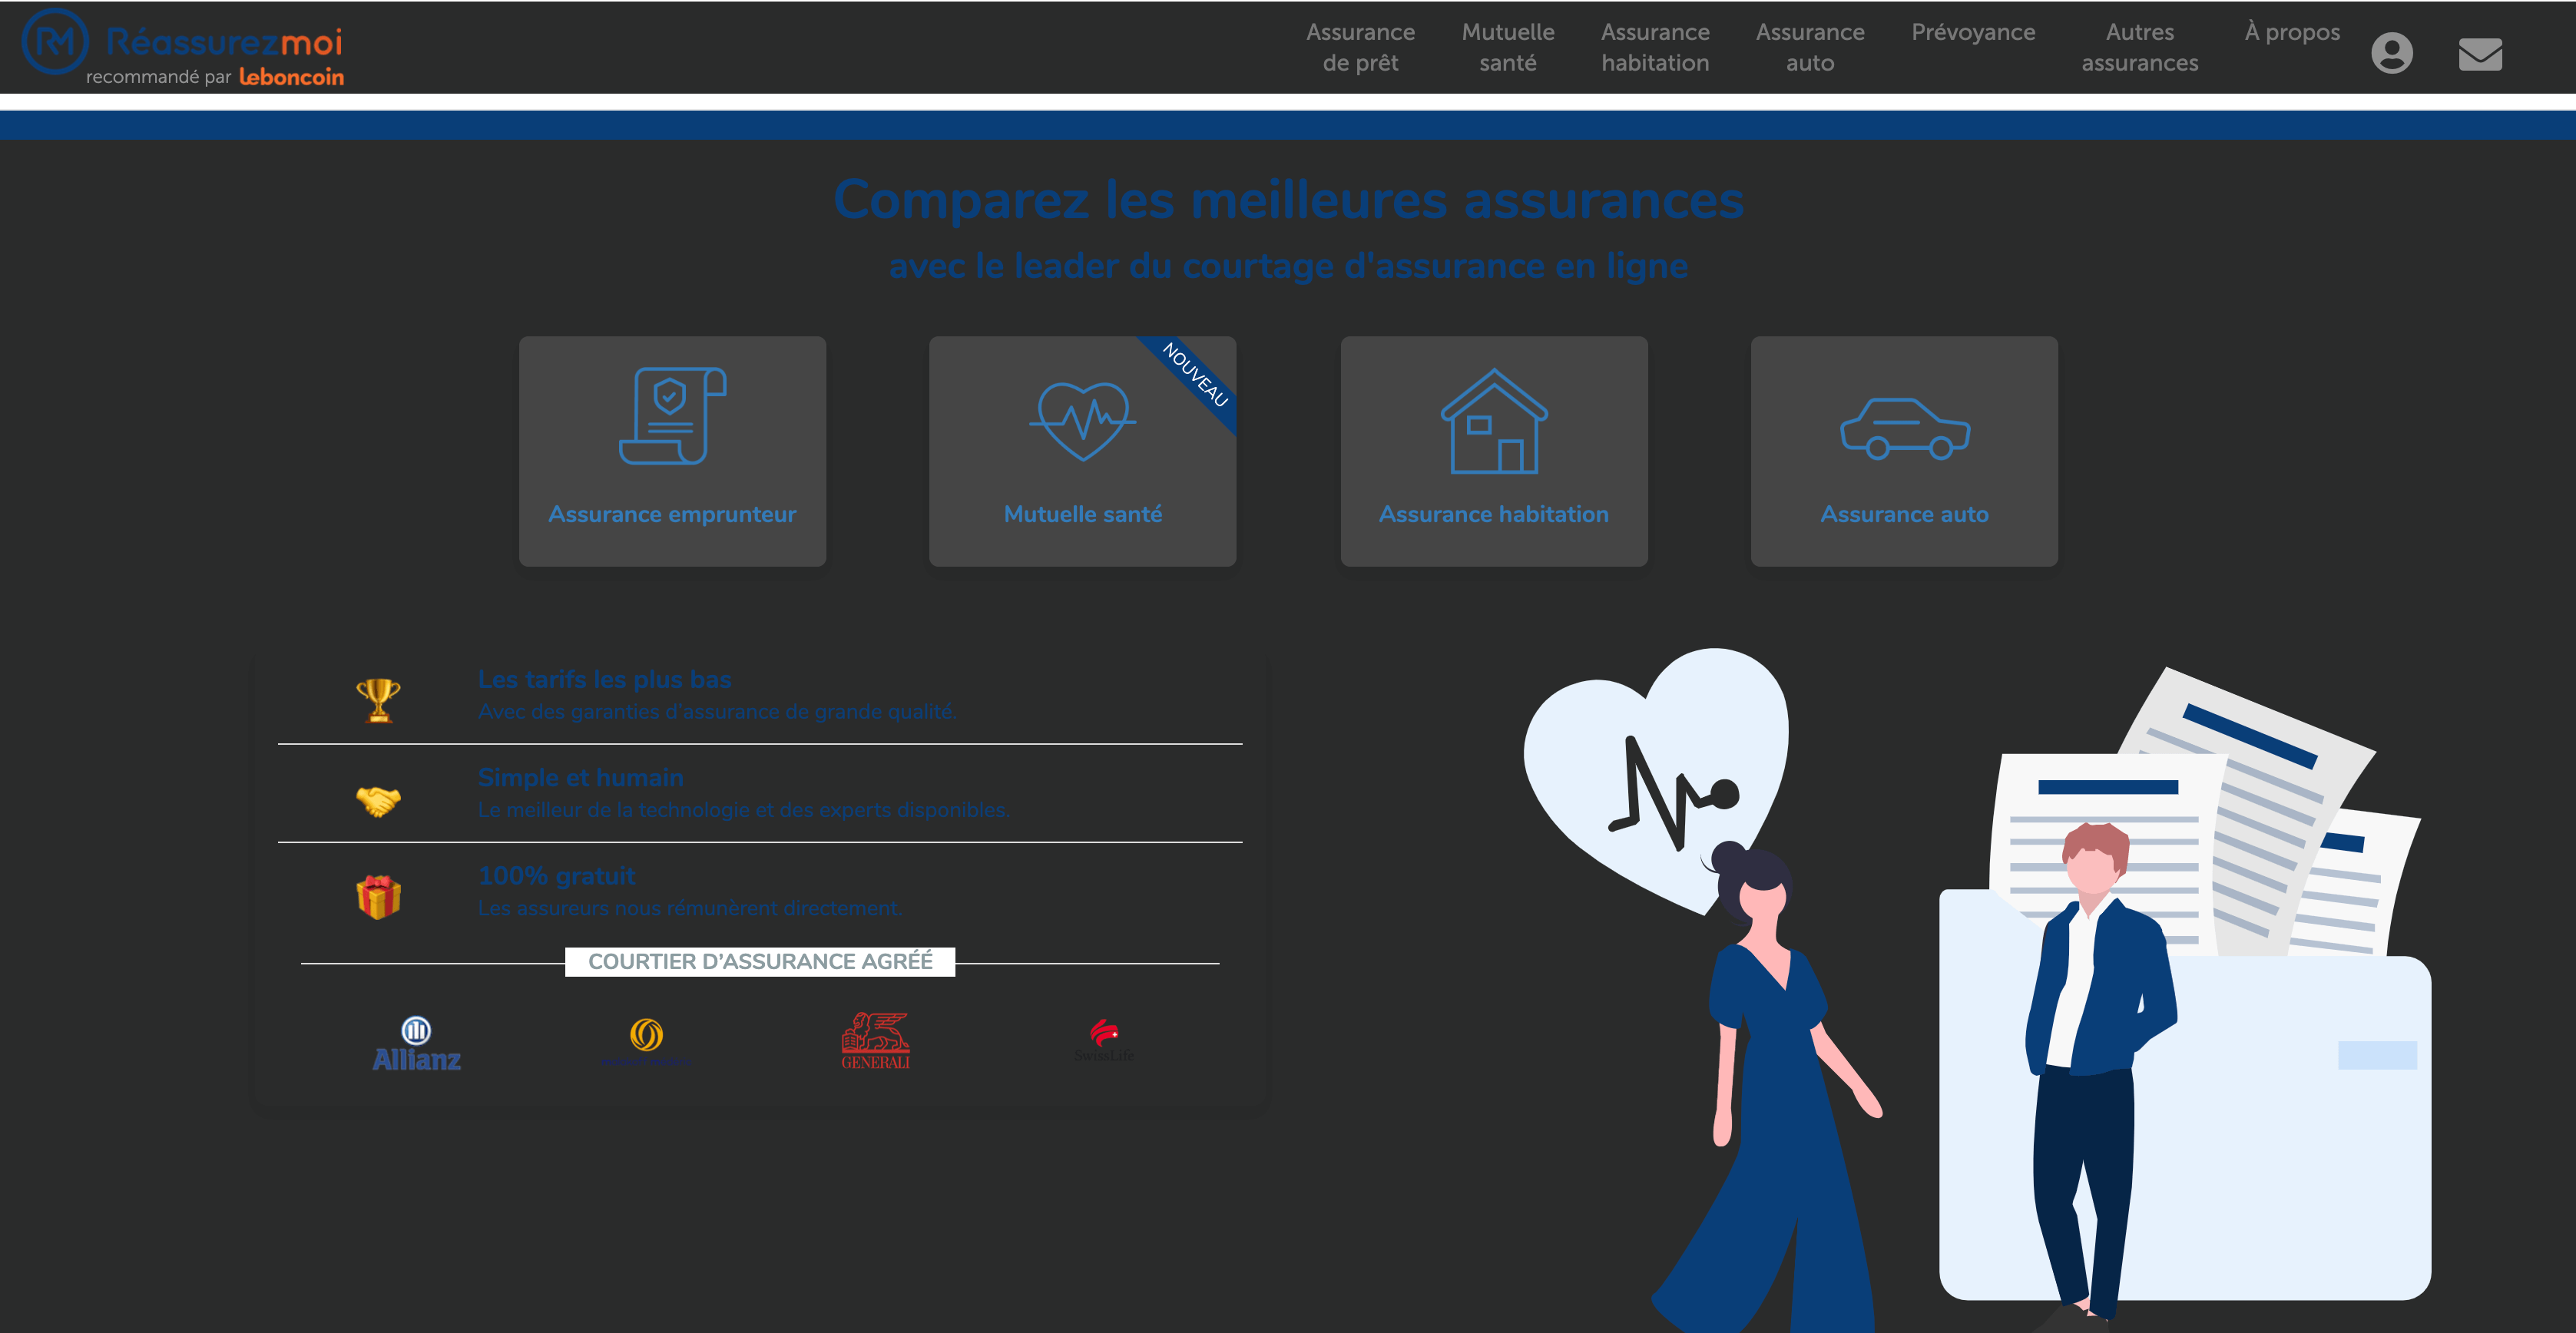 Réassurezmoi
recommandé par leboncoin
Assurance
de prêt
Mutuelle
santé
Assurance
habitation
Assurance
auto
Prévoyance
Autres
assurances
À propos
Comparez les meilleures assurances
avec le leader du courtage d'assurance en ligne
Assurance emprunteur
NOUVEAU
Mutuelle santé
Assurance habitation
Assurance auto
Les tarifs les plus bas
Avec des garanties d'assurance de grande qualité.
Simple et humain
Le meilleur de la technologie et des experts disponibles.
100% gratuit
Les assureurs nous rémunèrent directement.
COURTIER D'ASSURANCE AGRÉÉ
Allianz
GENERALI
SwissLife